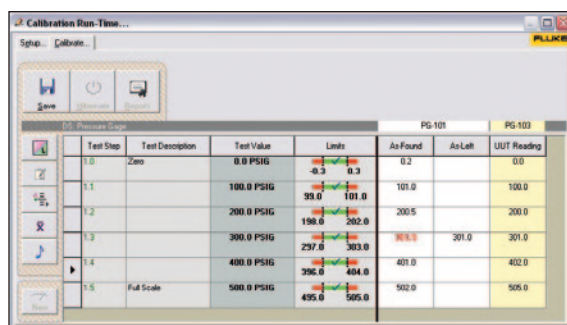 Calibration Run-Time...
Setup... Calibrate...
FLUKE
Save Hibernate Reports
DS: Pressure Gage PG-101 PG-103
Test Step Test Description Test Value Limits As-Found As-Left UUT Reading
1.0 Zero 0.0 PSIG -0.3 0.3 0.2 0.0
1.1 100.0 PSIG 99.0 101.0 101.0 100.0
1.2 200.0 PSIG 198.0 202.0 200.5 200.0
1.3 300.0 PSIG 297.0 303.0 301.0 301.0
1.4 400.0 PSIG 396.0 404.0 401.0 402.0
1.5 Full Scale 500.0 PSIG 495.0 505.0 502.0 505.0